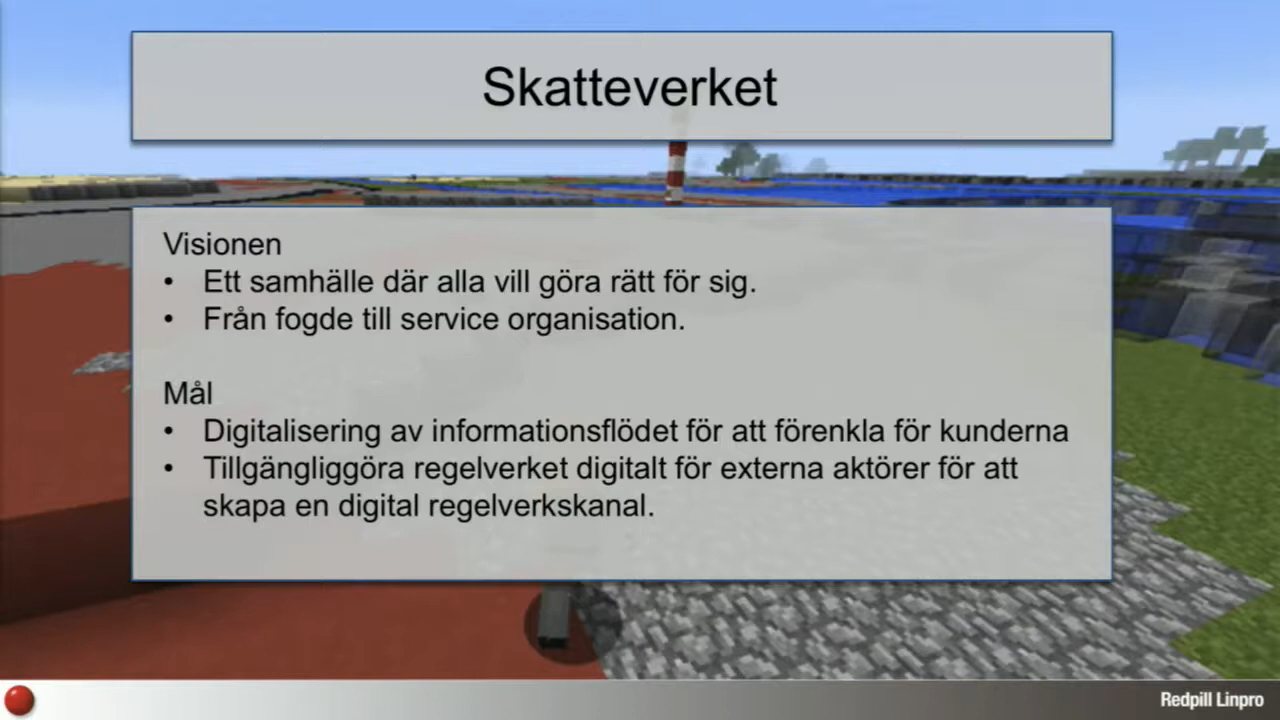 Skatteverket
Visionen
• Ett samhälle där alla vill göra rätt för sig.
• Från fogde till service organisation.
Mål
• Digitalisering av informationsflödet för att förenkla för kunderna
• Tillgängliggöra regelverket digitalt för externa aktörer för att
skapa en digital regelverkskanal.
Redpill Linpro